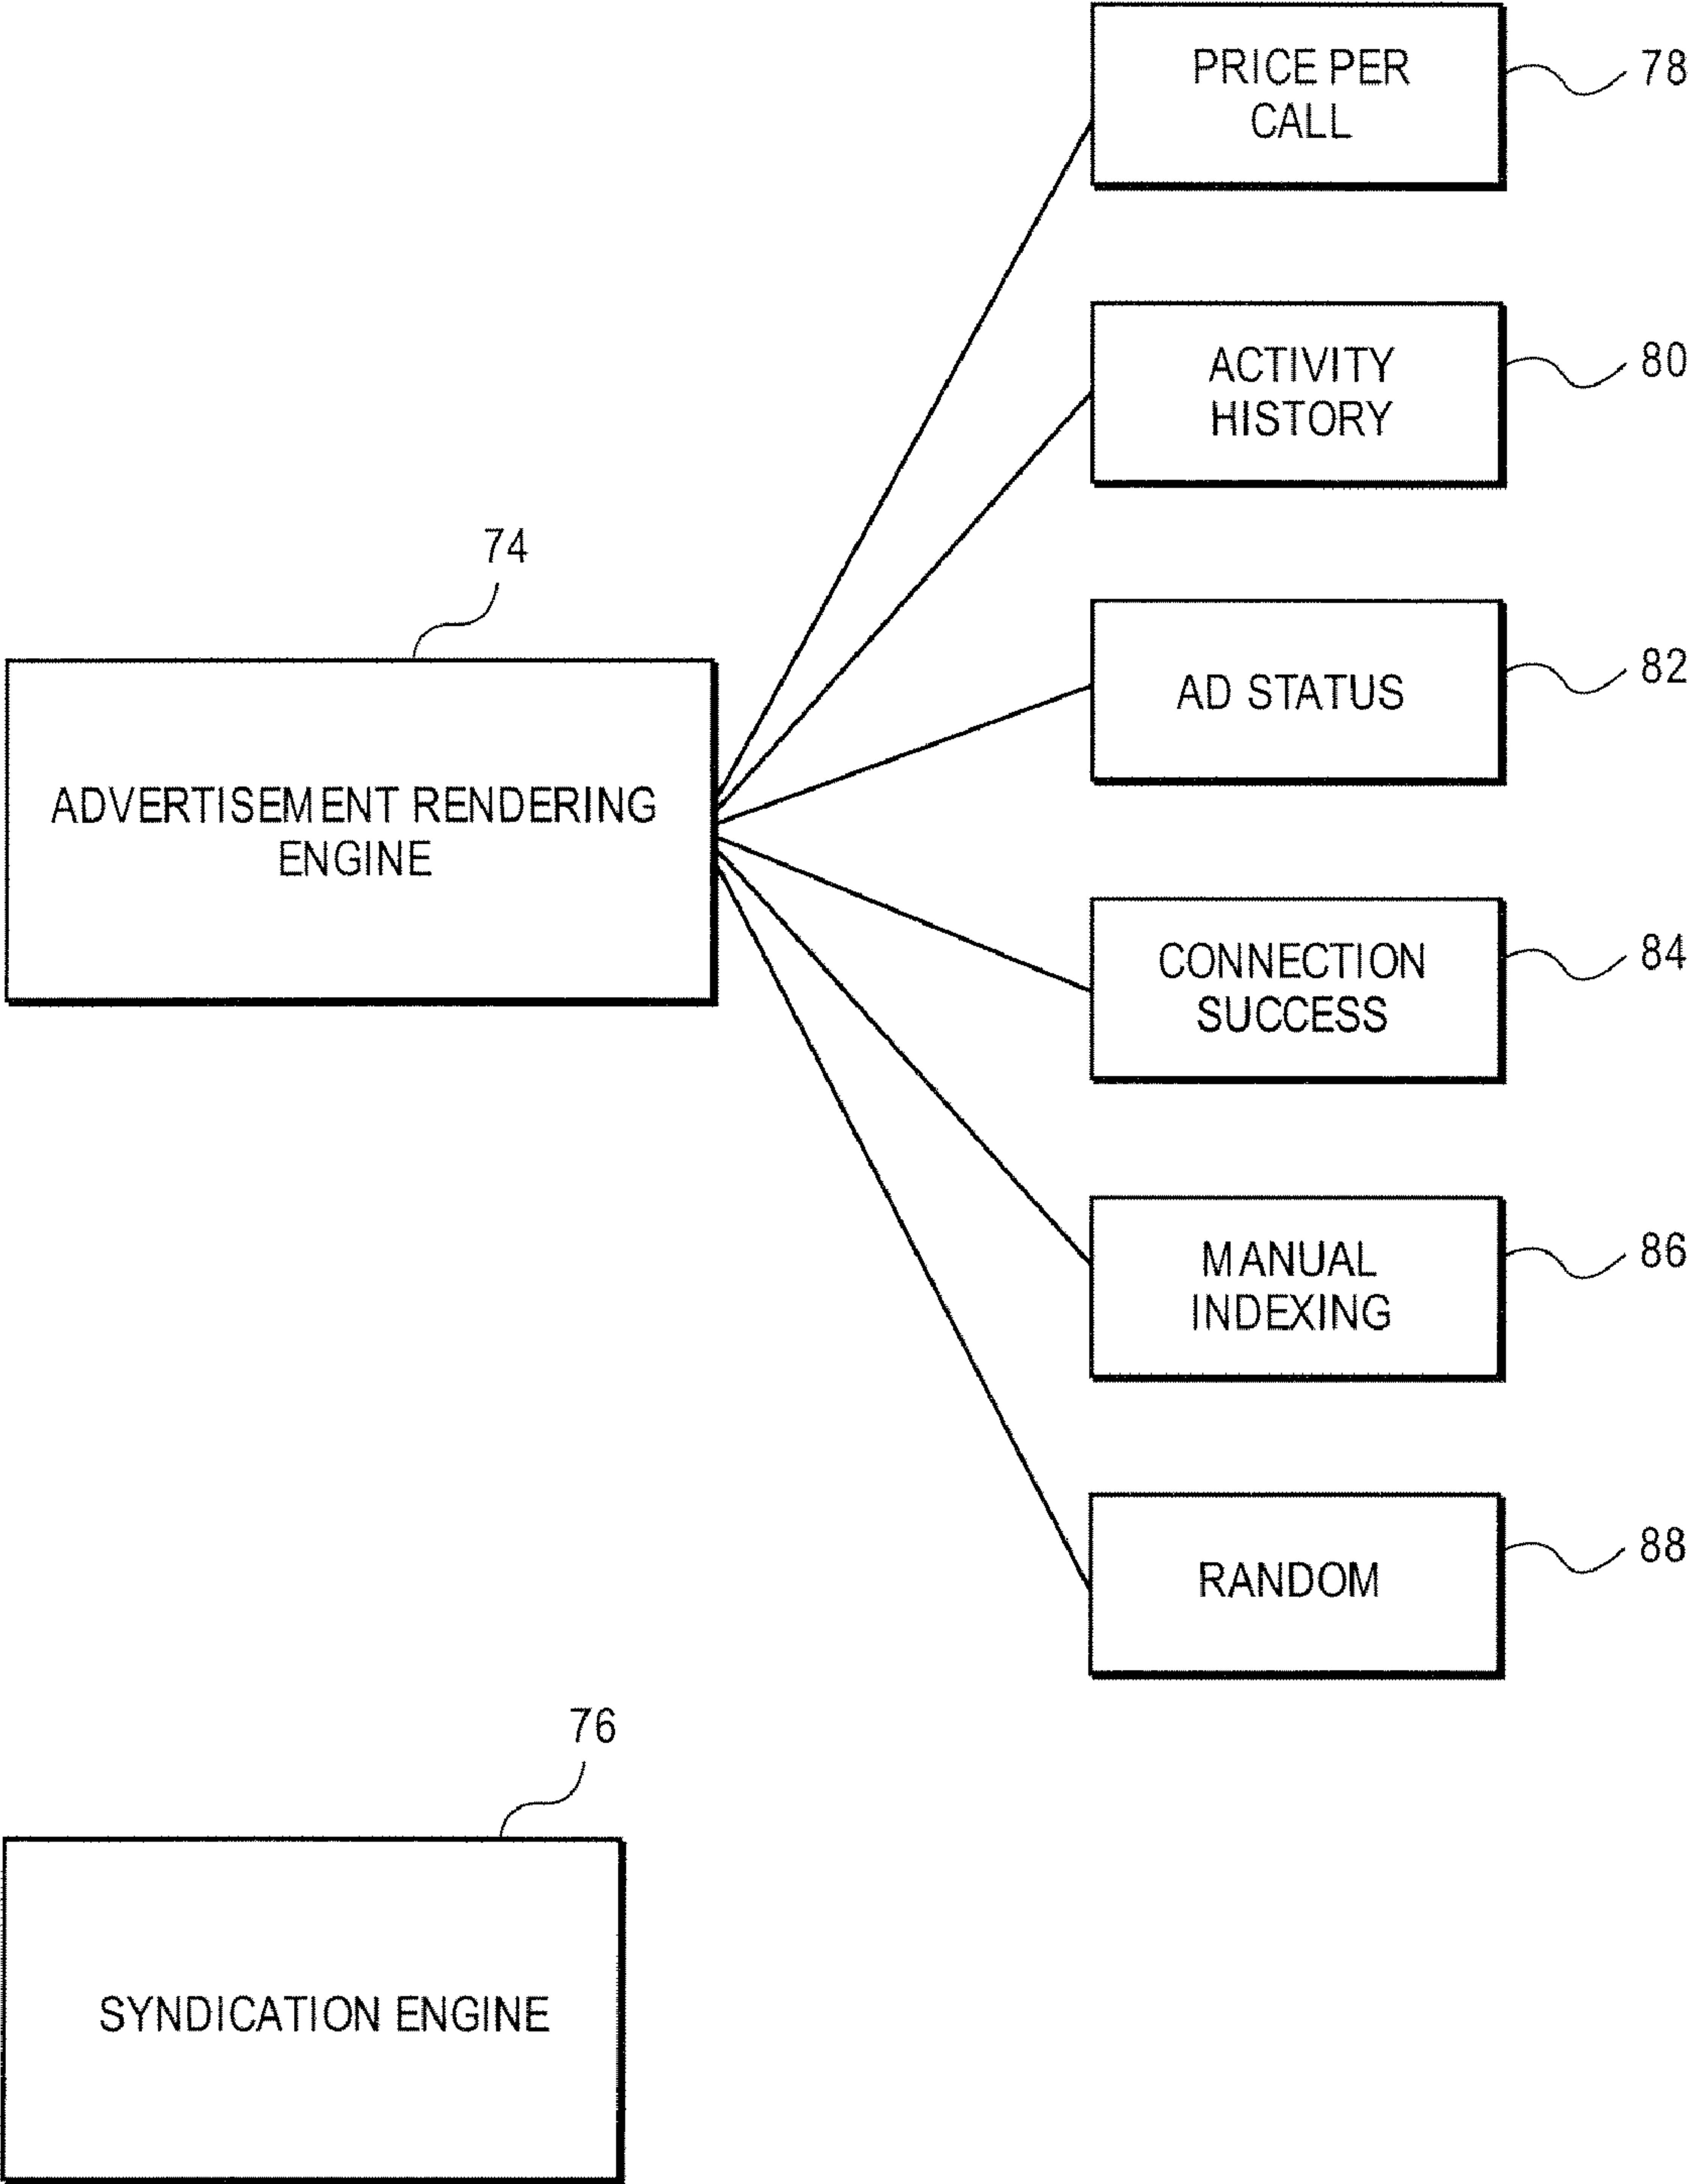 PRICE PER
CALL
78
ACTIVITY
HISTORY
80
74
AD STATUS
82
ADVERTISEMENT RENDERING
ENGINE
CONNECTION
SUCCESS
84
MANUAL
INDEXING
86
RANDOM
88
76
SYNDICATION ENGINE